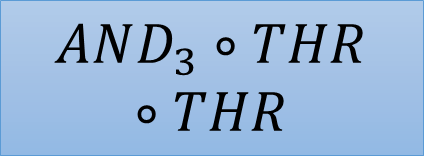 AND₃ ∘ THR
∘ THR